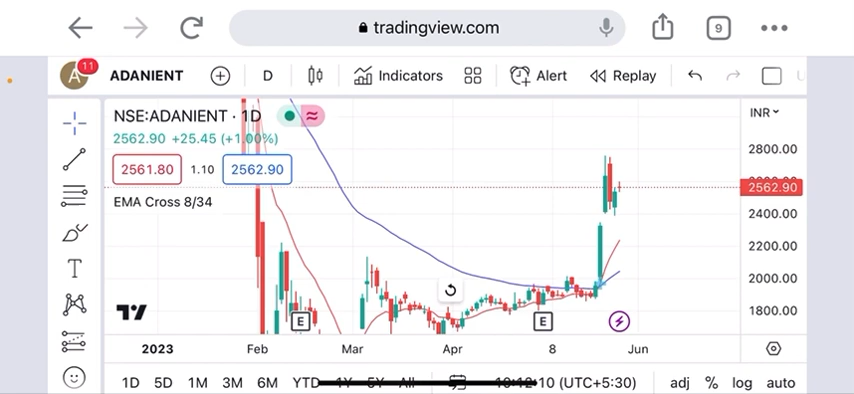 tradingview.com
9
A
11
ADANIENT
D
Indicators
Alert
Replay
NSE:ADANIENT · 1D
2562.90 +25.45 (+1.00%)
2561.80
1.10
2562.90
EMA Cross 8/34
INR
2800.00
2562.90
2400.00
2200.00
2000.00
1800.00
E
E
2023
Feb
Mar
Apr
8
Jun
1D
5D
1M
3M
6M
YTD
1Y
5Y
All
(UTC+5:30)
adj
%
log
auto